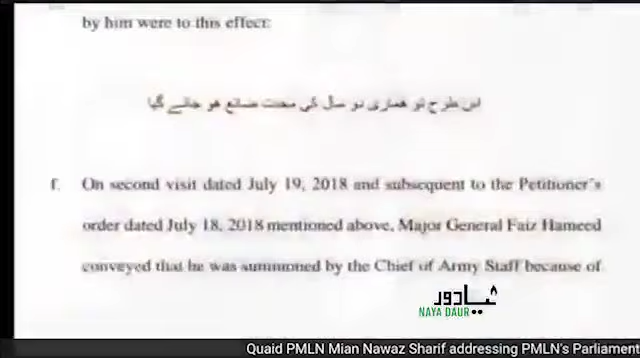 by him were to this effect:
اس طرح تو ہماری دو سال کی محنت ضائع ہو جائے گی
f. On second visit dated July 19, 2018 and subsequent to the Petitioner's
order dated July 18, 2018 mentioned above, Major General Faiz Hameed
conveyed that he was summoned by the Chief of Army Staff because of
نیا دور
NAYA DAUR
Quaid PMLN Mian Nawaz Sharif addressing PMLN's Parliament